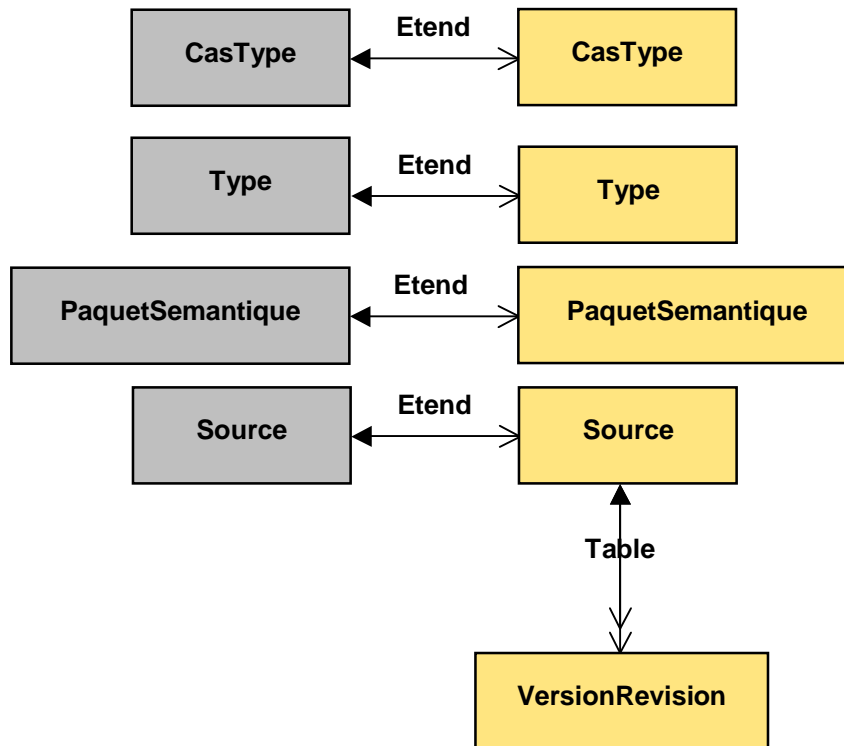 Etend
CasType
CasType
Etend
Type
Type
Etend
PaquetSemantique
PaquetSemantique
Etend
Source
Source
Table
VersionRevision